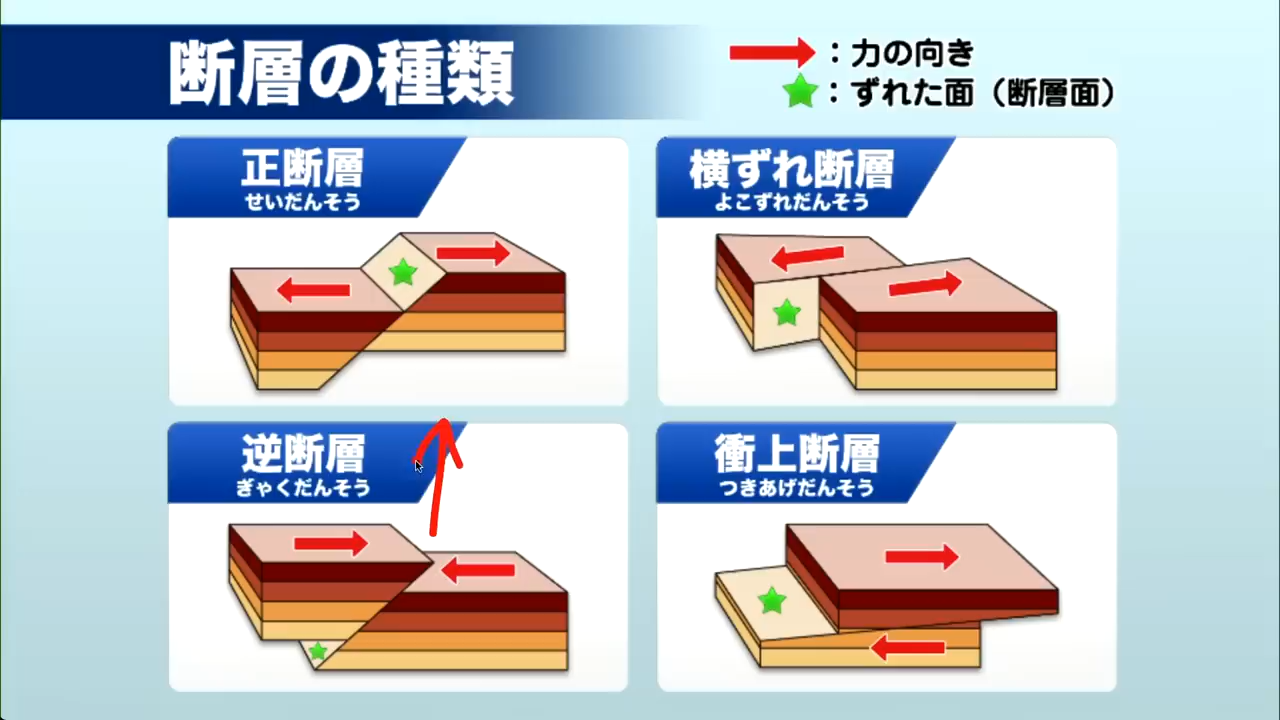 断層の種類
：力の向き
：ずれた面（断層面）
正断層
せいだんそう
横ずれ断層
よこずれだんそう
逆断層
ぎゃくだんそう
衝上断層
つきあげだんそう